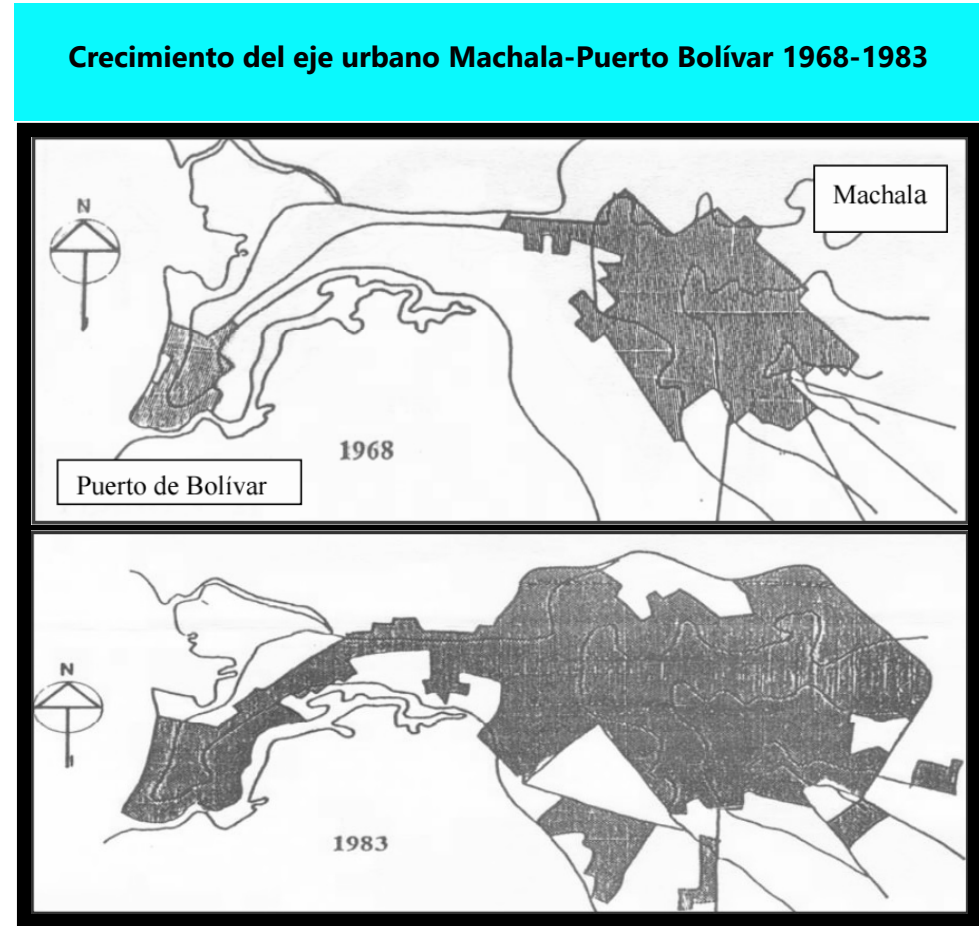 Crecimiento del eje urbano Machala-Puerto Bolívar 1968-1983
N
Machala
1968
Puerto de Bolívar
N
1983